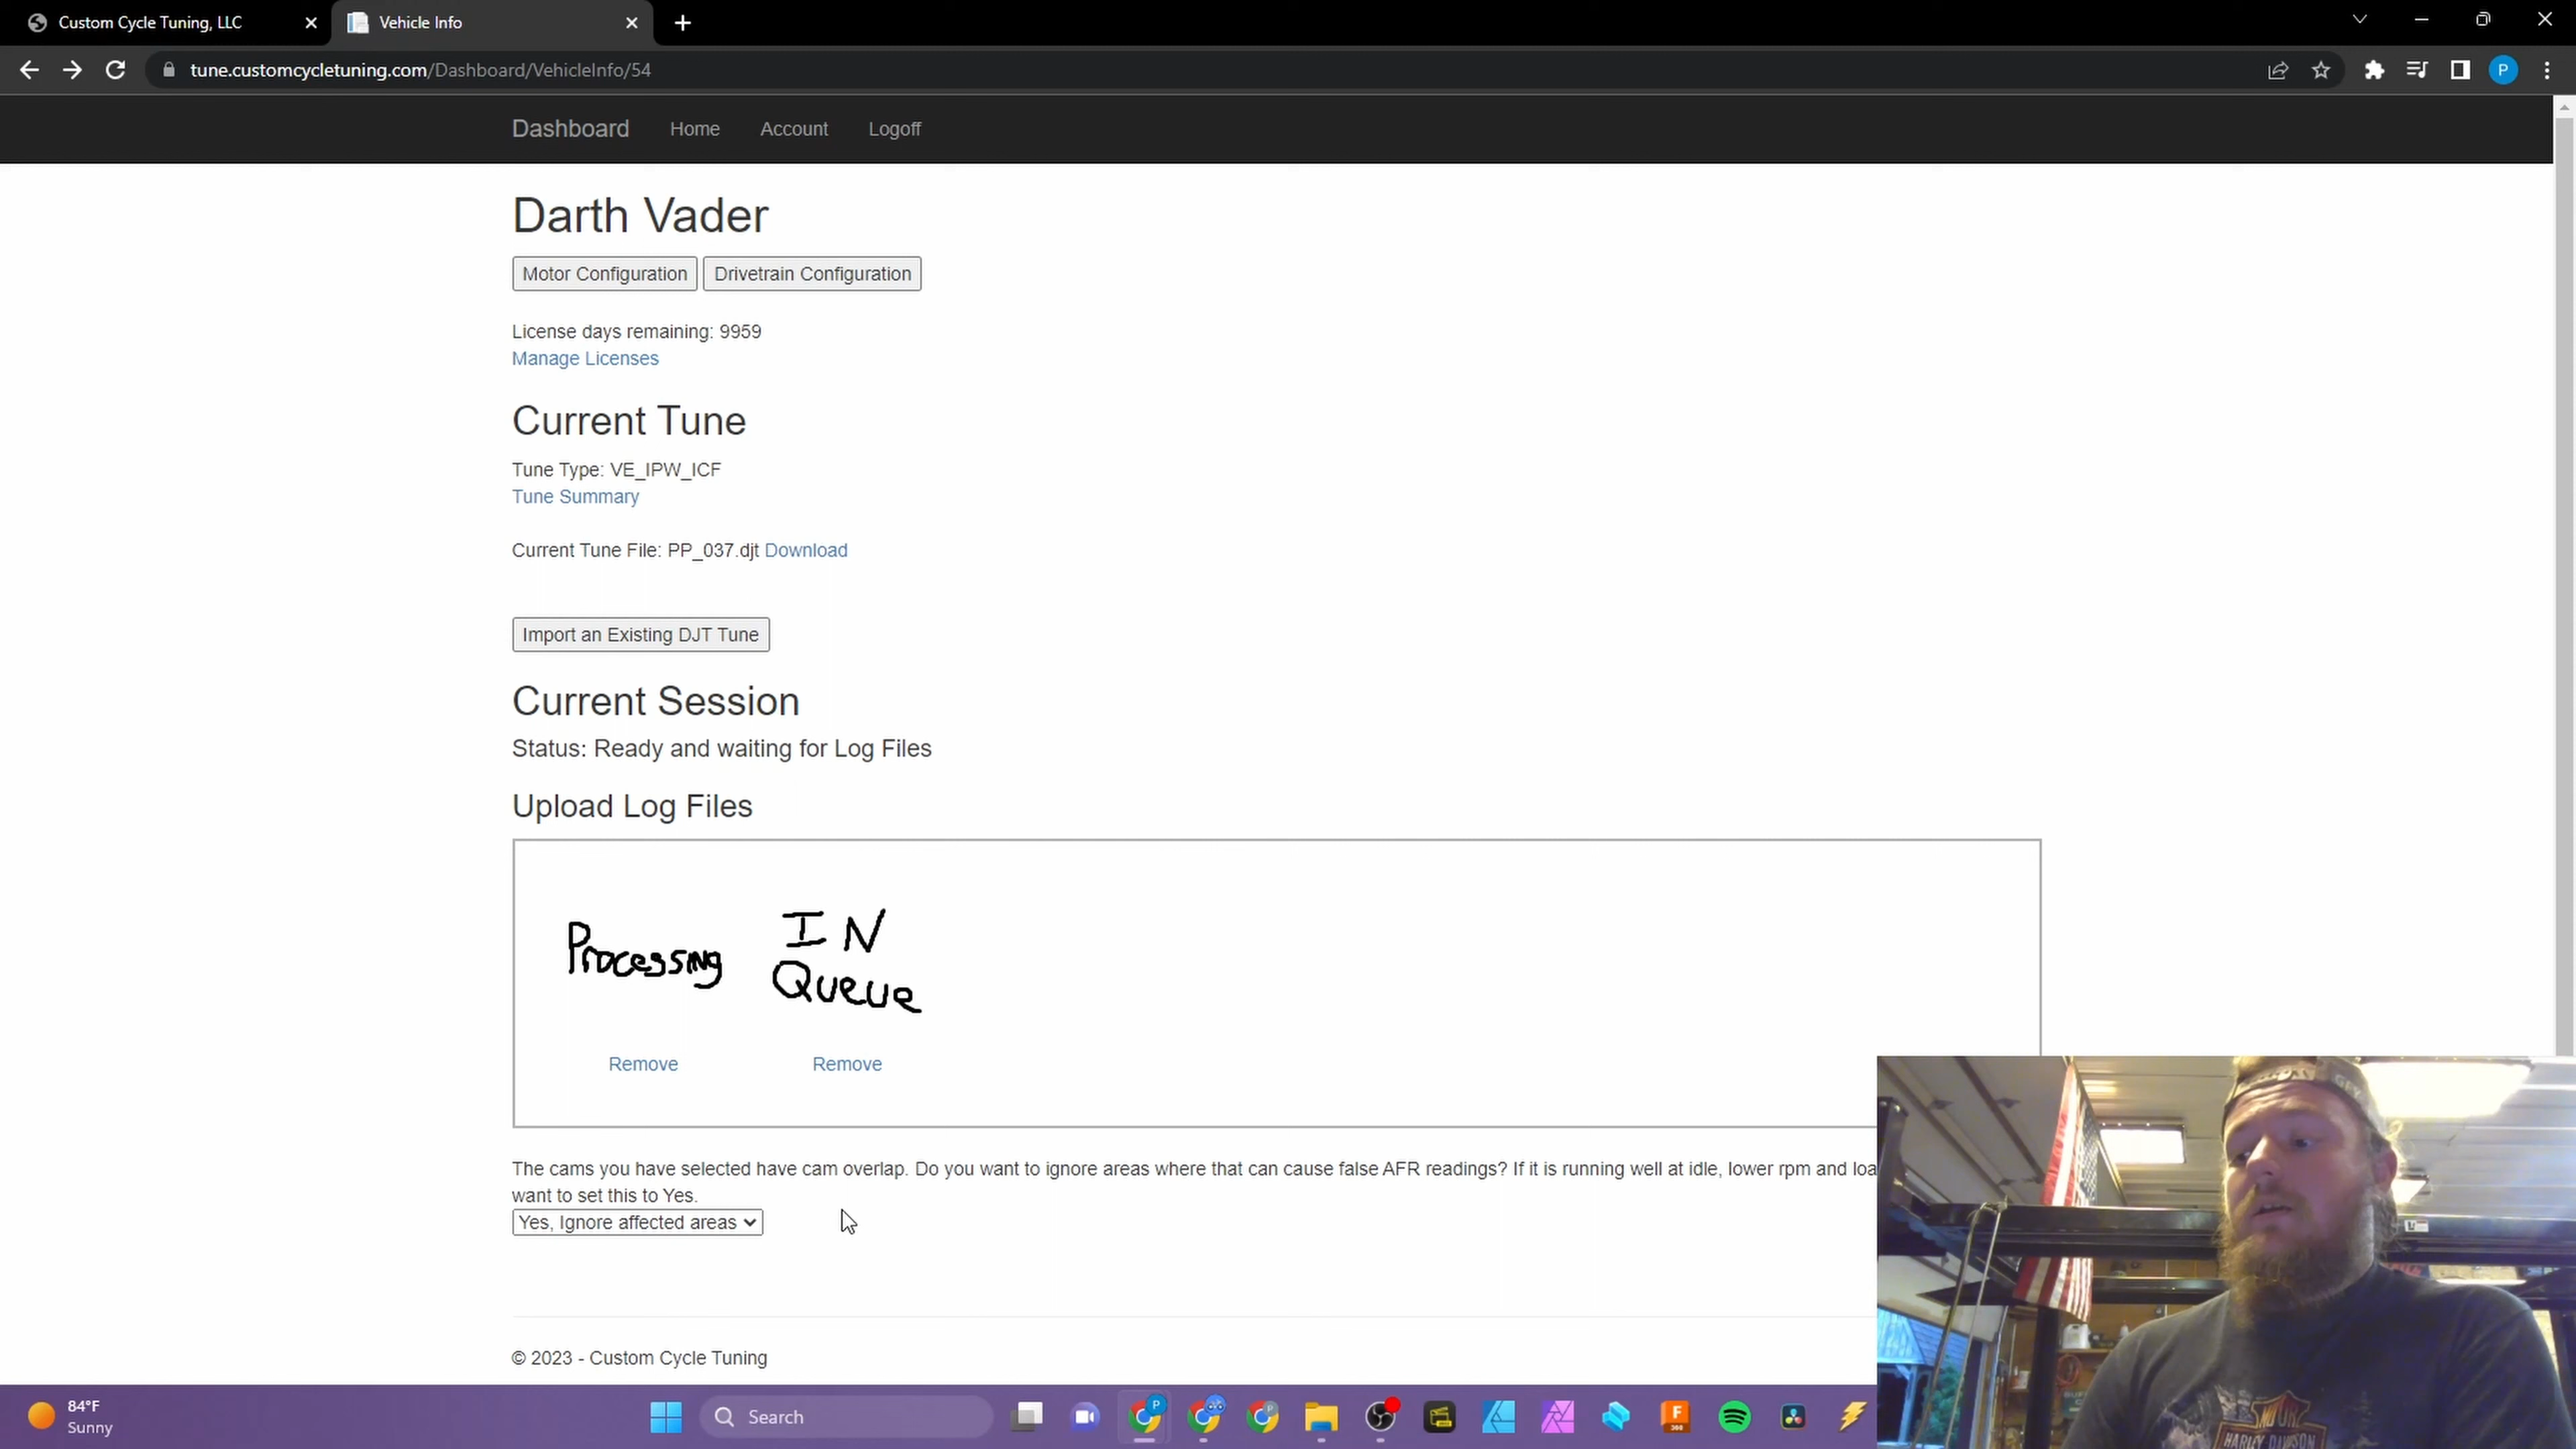 Custom Cycle Tuning, LLC
Vehicle Info
tune.customcycletuning.com/Dashboard/VehicleInfo/54
P
Dashboard Home Account Logoff
Darth Vader
Motor Configuration Drivetrain Configuration
License days remaining: 9959
Manage Licenses
Current Tune
Tune Type: VE_IPW_ICF
Tune Summary
Current Tune File: PP_037.djt Download
Import an Existing DJT Tune
Current Session
Status: Ready and waiting for Log Files
Upload Log Files
Processing
IN
Queue
Remove Remove
The cams you have selected have cam overlap. Do you want to ignore areas where that can cause false AFR readings? If it is running well at idle, lower rpm and loa
want to set this to Yes.
Yes, Ignore affected areas
© 2023 - Custom Cycle Tuning
84°F
Sunny
Search
P
F
HARLEY-DAVIDSON